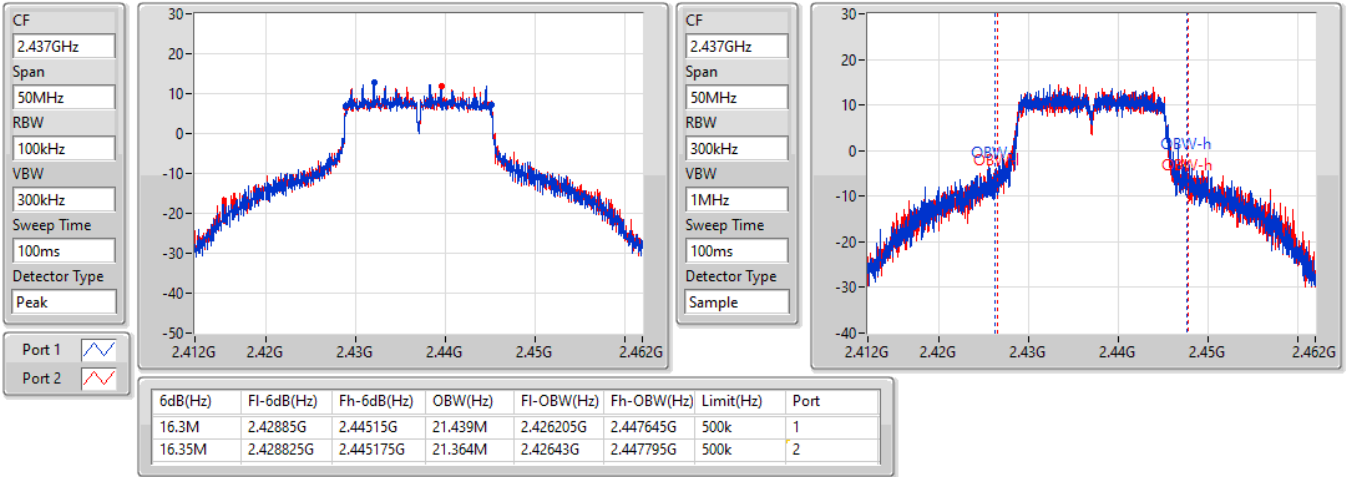 CF
2.437GHz
Span
50MHz
RBW
100kHz
VBW
300kHz
Sweep Time
100ms
Detector Type
Peak
30
20
10
0
-10
-20
-30
-40
-50
2.412G 2.42G 2.43G 2.44G 2.45G 2.462G
CF
2.437GHz
Span
50MHz
RBW
300kHz
VBW
1MHz
Sweep Time
100ms
Detector Type
Sample
30
20
10
0
-10
-20
-30
-40
OBW-h
OBW-h
2.412G 2.42G 2.43G 2.44G 2.45G 2.462G
Port 1
Port 2
6dB(Hz) Fl-6dB(Hz) Fh-6dB(Hz) OBW(Hz) Fl-OBW(Hz) Fh-OBW(Hz) Limit(Hz) Port
16.3M 2.42885G 2.44515G 21.439M 2.426205G 2.447645G 500k 1
16.35M 2.428825G 2.445175G 21.364M 2.42643G 2.447795G 500k 2